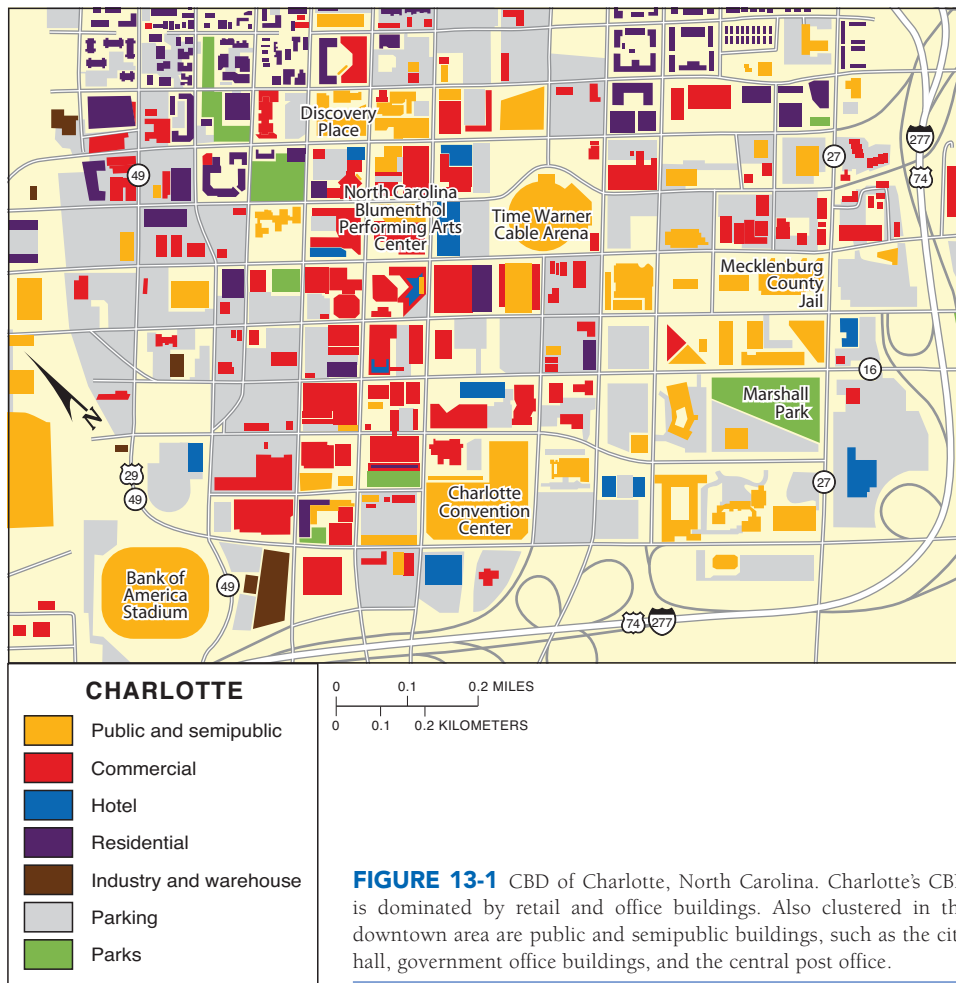 Discovery
Place
277
27
74
49
North Carolina
Blumenthol
Performing Arts
Center
Time Warner
Cable Arena
Mecklenburg
County
Jail
16
N
Marshall
Park
29
49
27
Charlotte
Convention
Center
Bank of
America
Stadium
49
74
277
CHARLOTTE
Public and semipublic
Commercial
Hotel
Residential
Industry and warehouse
Parking
Parks
0 0.1 0.2 MILES
0 0.1 0.2 KILOMETERS
FIGURE 13-1 CBD of Charlotte, North Carolina. Charlotte's CBD
is dominated by retail and office buildings. Also clustered in th
downtown area are public and semipublic buildings, such as the cit
hall, government office buildings, and the central post office.